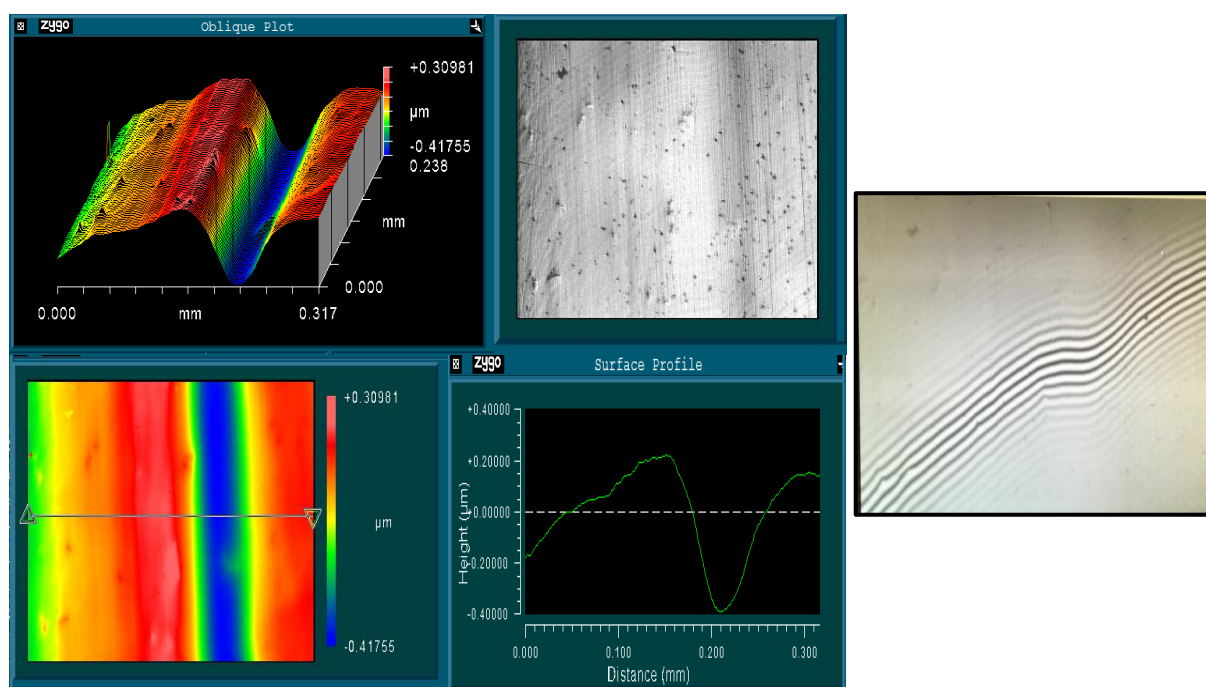 zygo Oblique Plot
+0.30981
µm
-0.41755
0.238
mm
0.000
0.000 mm 0.317
+0.30981
µm
-0.41755
zygo Surface Profile
+0.40000
+0.20000
+0.00000
-0.20000
-0.40000
Height (µm)
0.000 0.100 0.200 0.300
Distance (mm)